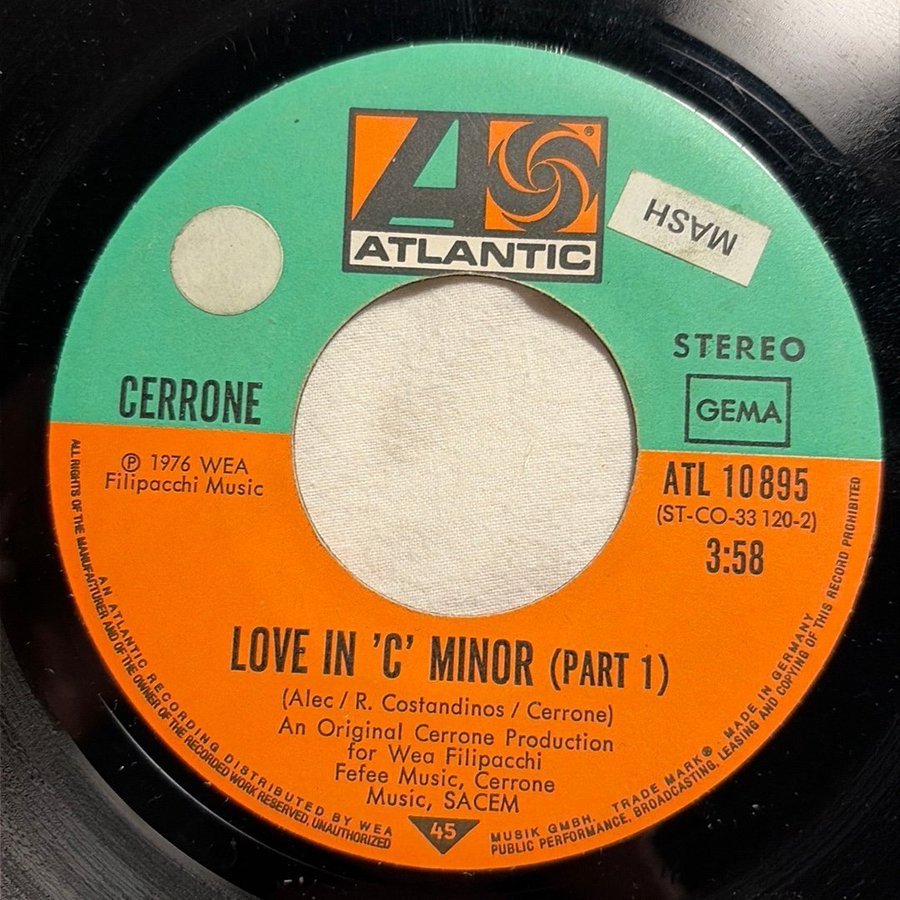 ATLANTIC
®
MASH
STEREO
GEMA
CERRONE
℗ 1976 WEA
Filipacchi Music
ATL 10 895
(ST-CO-33 120-2)
3:58
LOVE IN 'C' MINOR (PART 1)
(Alec / R. Costandinos / Cerrone)
An Original Cerrone Production
for Wea Filipacchi
Fefee Music, Cerrone
Music, SACEM
45
ALL RIGHTS OF THE MANUFACTURER AND OF THE OWNER OF THE RECORDED WORK RESERVED, UNAUTHORIZED PUBLIC PERFORMANCE, BROADCASTING, LEASING AND COPYING OF THIS RECORD PROHIBITED
AN ATLANTIC RECORDING DISTRIBUTED BY WEA MUSIK GMBH. TRADE MARK® MADE IN GERMANY